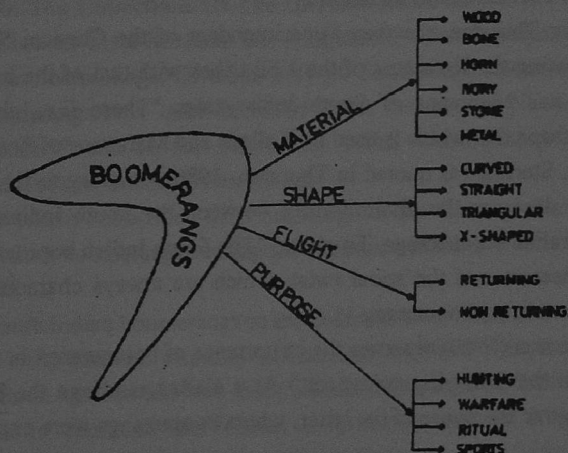 BOOMERANGS
MATERIAL
WOOD
BONE
HORN
IVORY
STONE
METAL
SHAPE
CURVED
STRAIGHT
TRIANGULAR
X-SHAPED
FLIGHT
RETURNING
NON RETURNING
PURPOSE
HUNTING
WARFARE
RITUAL
SPORTS